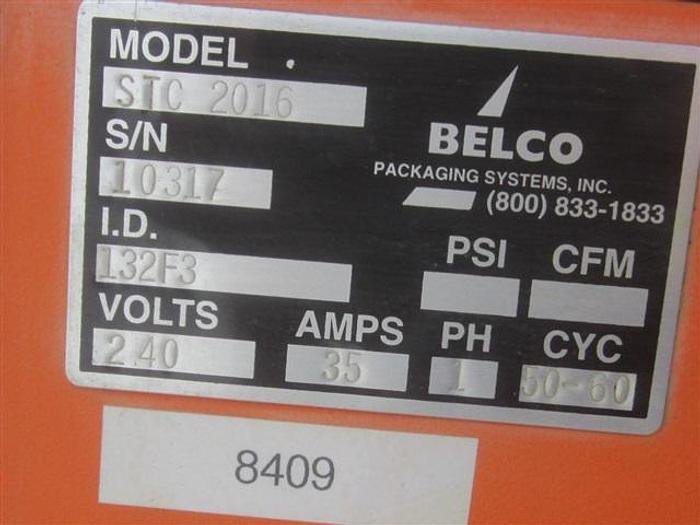 MODEL
STC 2016
S/N
10317
I.D.
132F3
BELCO
PACKAGING SYSTEMS, INC.
(800) 833-1833
PSI CFM
VOLTS AMPS PH CYC
240 35 1 50-60
8409